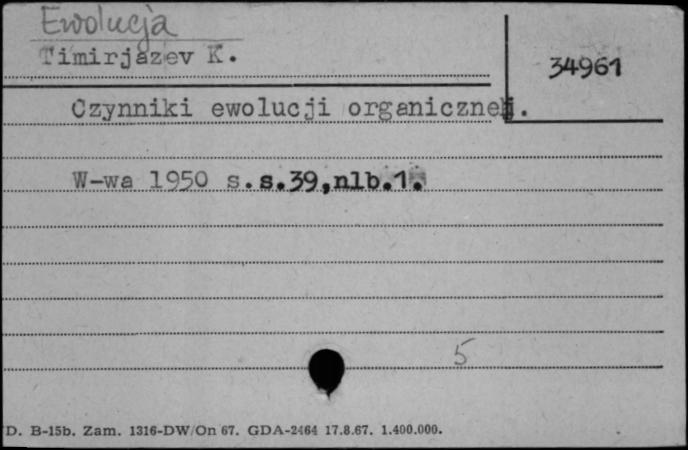 Ewolucja
Timirjazev K.
34961
Czynniki ewolucji organicznej.
W-wa 1950 s.s.39,nlb.1.
5
D. B-15b. Zam. 1316-DW/On 67. GDA-2464 17.8.67. 1.400.000.